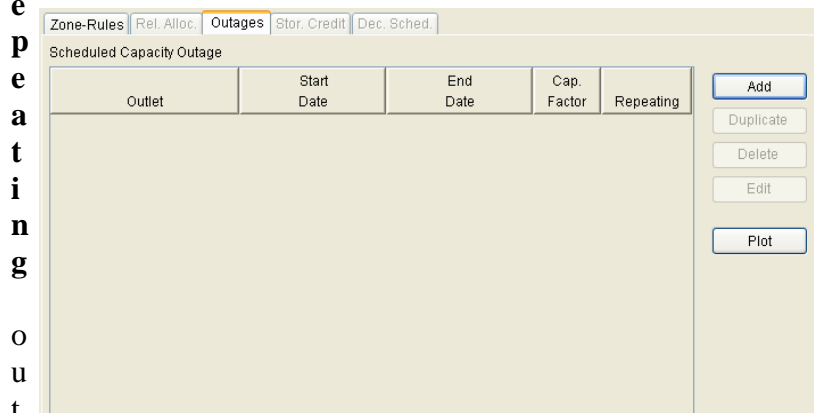 e
p
e
a
t
i
n
g
o
u
t
Zone-Rules Rel. Alloc. Outages Stor. Credit Dec. Sched.
Scheduled Capacity Outage
Outlet Start Date End Date Cap. Factor Repeating
Add
Duplicate
Delete
Edit
Plot